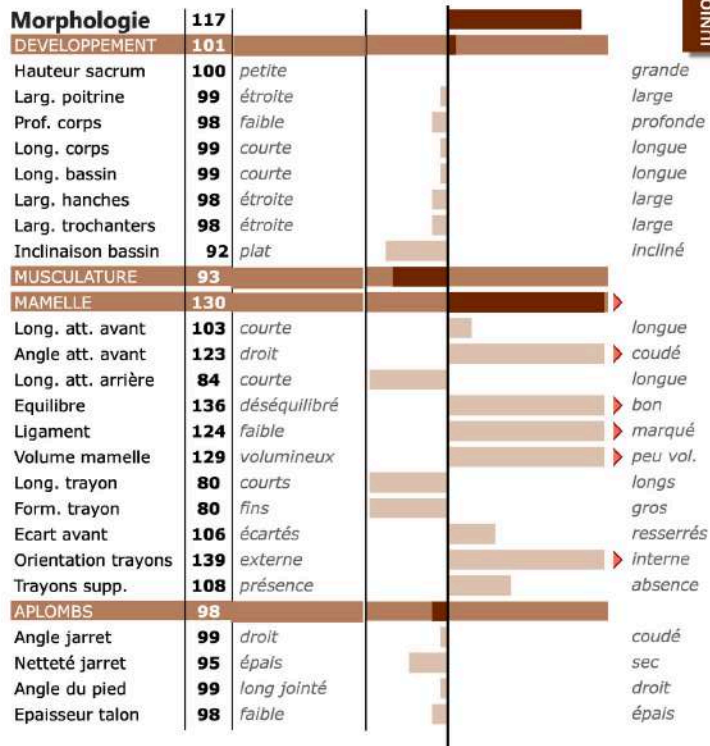 Morphologie 117
DEVELOPPEMENT 101
Hauteur sacrum 100 petite grande
Larg. poitrine 99 étroite large
Prof. corps 98 faible profonde
Long. corps 99 courte longue
Long. bassin 99 courte longue
Larg. hanches 98 étroite large
Larg. trochanters 98 étroite large
Inclinaison bassin 92 plat incliné
MUSCULATURE 93
MAMELLE 130
Long. att. avant 103 courte longue
Angle att. avant 123 droit coudé
Long. att. arrière 84 courte longue
Equilibre 136 déséquilibré bon
Ligament 124 faible marqué
Volume mamelle 129 volumineux peu vol.
Long. trayon 80 courts longs
Form. trayon 80 fins gros
Ecart avant 106 écartés resserrés
Orientation trayons 139 externe interne
Trayons supp. 108 présence absence
APLOMBS 98
Angle jarret 99 droit coudé
Netteté jarret 95 épais sec
Angle du pied 99 long jointé droit
Epaisseur talon 98 faible épais